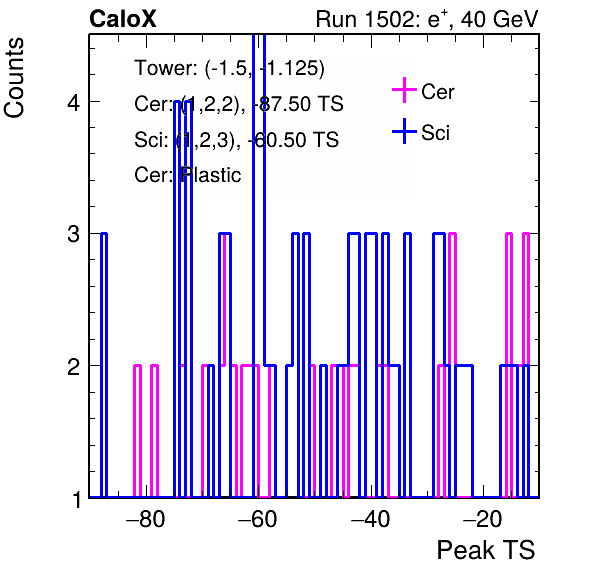 CaloX Run 1502: e+, 40 GeV
Counts
Tower: (-1.5, -1.125)
Cer: (1,2,2), -87.50 TS
Sci: (1,2,3), -60.50 TS
Cer: Plastic
Cer
Sci
4
3
2
1
−80 −60 −40 −20
Peak TS